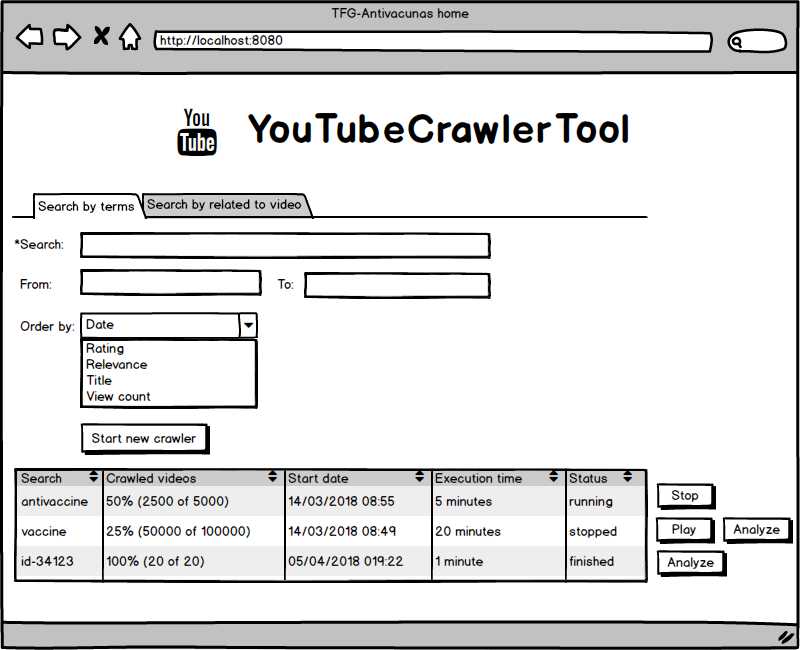 TFG-Antivacunas home
http://localhost:8080
You
Tube
YouTubeCrawlerTool
Search by terms
Search by related to video
*Search:
From:
To:
Order by:
Date
Rating
Relevance
Title
View count
Start new crawler
Search Crawled videos Start date Execution time Status
antivaccine 50% (2500 of 5000) 14/03/2018 08:55 5 minutes running Stop
vaccine 25% (50000 of 100000) 14/03/2018 08:49 20 minutes stopped Play Analyze
id-34123 100% (20 of 20) 05/04/2018 019:22 1 minute finished Analyze